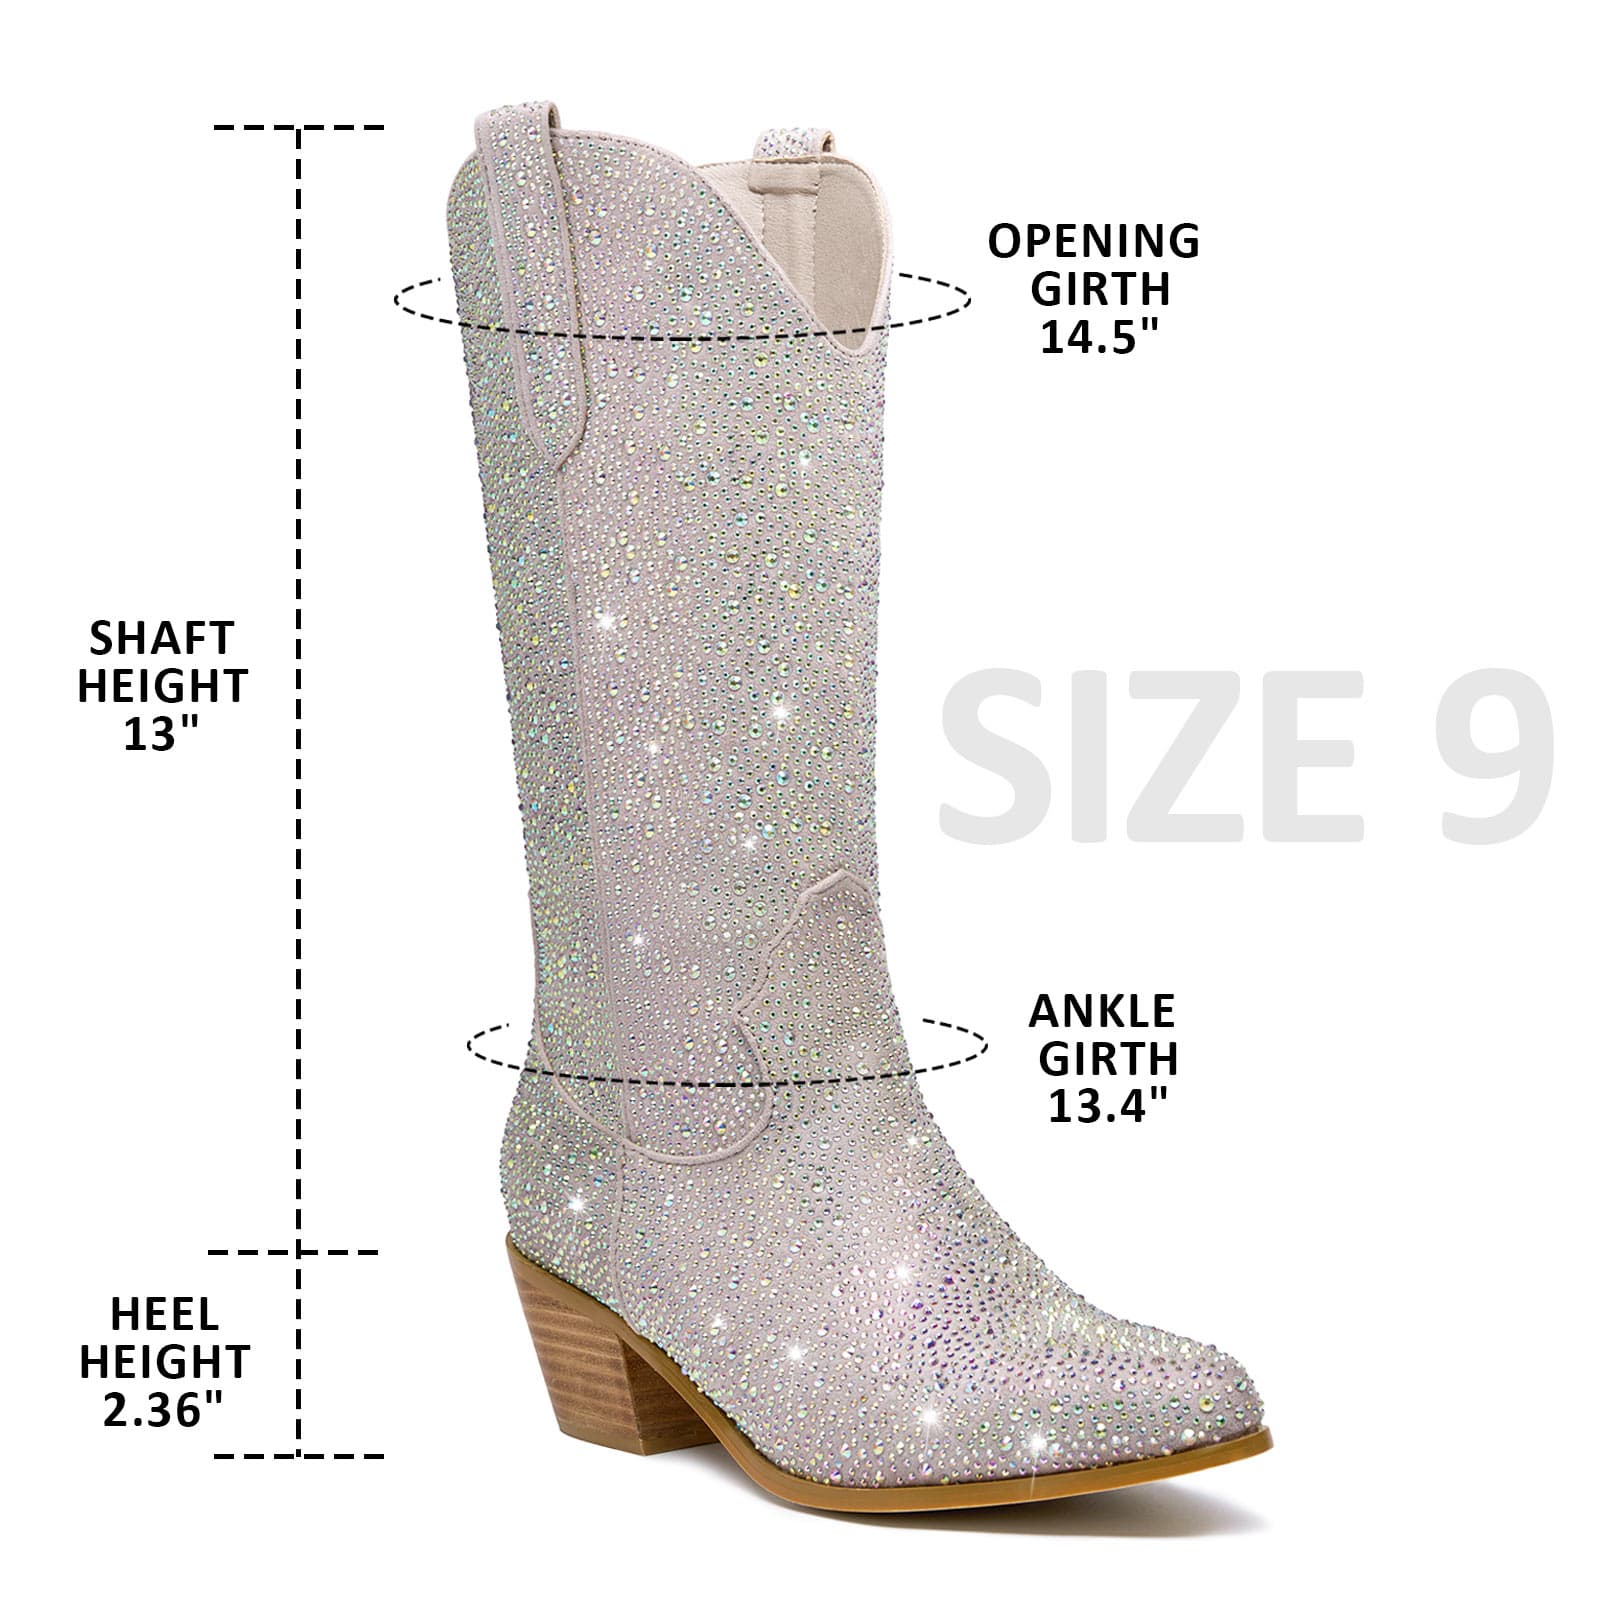 OPENING
GIRTH
14.5"
SHAFT
HEIGHT
13"
SIZE 9
ANKLE
GIRTH
13.4"
HEEL
HEIGHT
2.36"